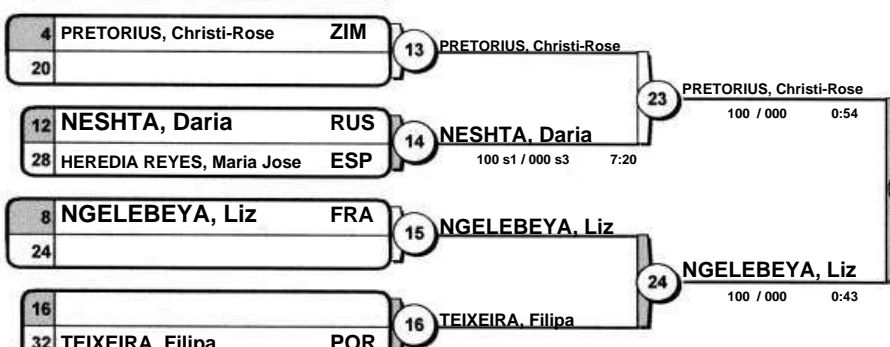 4 PRETORIUS, Christi-Rose ZIM
20
13
PRETORIUS, Christi-Rose
12 NESHTA, Daria RUS
28 HEREDIA REYES, Maria Jose ESP
14
NESHTA, Daria
100 s1 / 000 s3 7:20
23
PRETORIUS, Christi-Rose
100 / 000 0:54
8 NGELEBEYA, Liz FRA
24
15
NGELEBEYA, Liz
16
32 TEIXEIRA, Filipa POR
16
TEIXEIRA, Filipa
24
NGELEBEYA, Liz
100 / 000 0:43